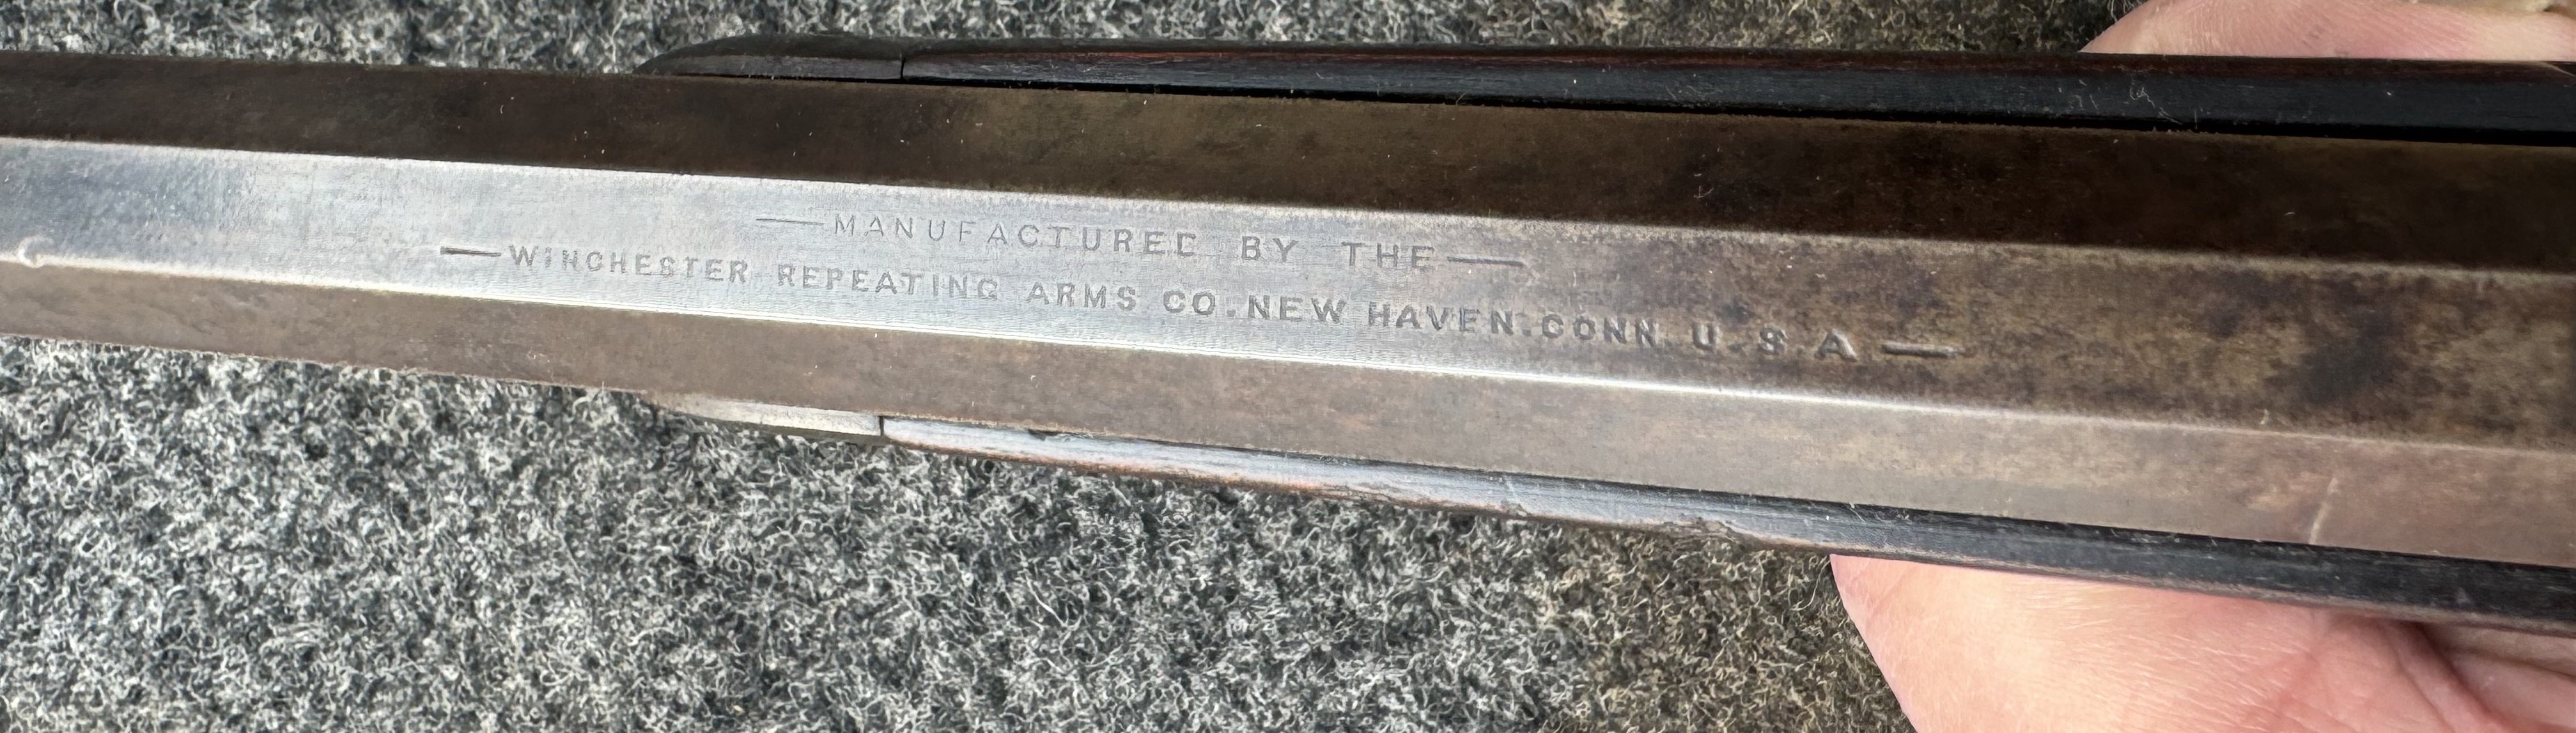 —MANUFACTURED BY THE—
—WINCHESTER REPEATING ARMS CO. NEW HAVEN. CONN. U.S.A—